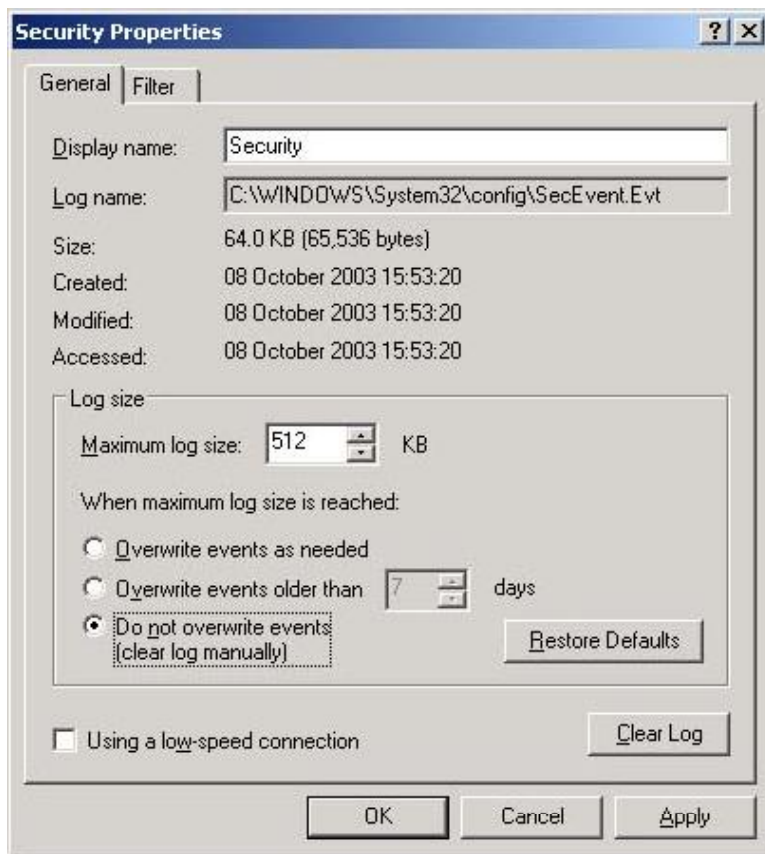 Security Properties
General Filter
Display name: Security
Log name: C:\WINDOWS\System32\config\SecEvent.Evt
Size: 64.0 KB (65,536 bytes)
Created: 08 October 2003 15:53:20
Modified: 08 October 2003 15:53:20
Accessed: 08 October 2003 15:53:20
Log size
Maximum log size: 512 KB
When maximum log size is reached:
Overwrite events as needed
Overwrite events older than 7 days
Do not overwrite events
(clear log manually)
Restore Defaults
Using a low-speed connection
Clear Log
OK Cancel Apply